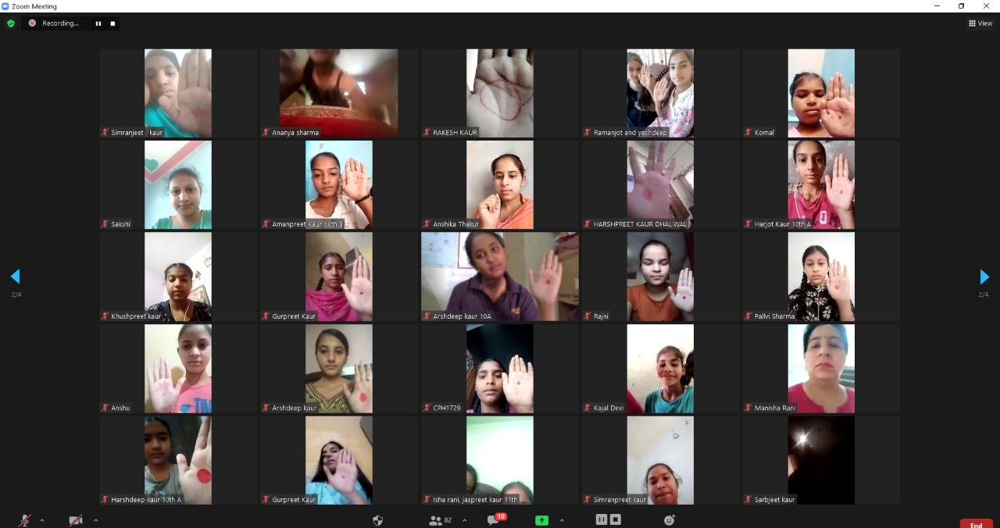 Zoom Meeting
Recording...
View
Simranjeet kaur
Ananya sharma
RAKESH KAUR
Ramanjot and yashdeep
Komal
Sakshi
Amanpreet Kaur 10th B
Anshika Thakur
HARSHPREET KAUR DHALIWAL
Harjot Kaur 10th A
Khushpreet kaur
Gurpreet Kaur
Arshdeep kaur 10A
Rajni
Pallvi Sharma
2/4
2/4
Anshu
Arshdeep kaur
CPH1729
Kajal Devi
Manisha Rani
Harshdeep kaur 10th A
Gurpreet Kaur
Isha rani, jaspreet kaur 11th
Simranpreet kaur
Sarbjeet kaur
82
10
End